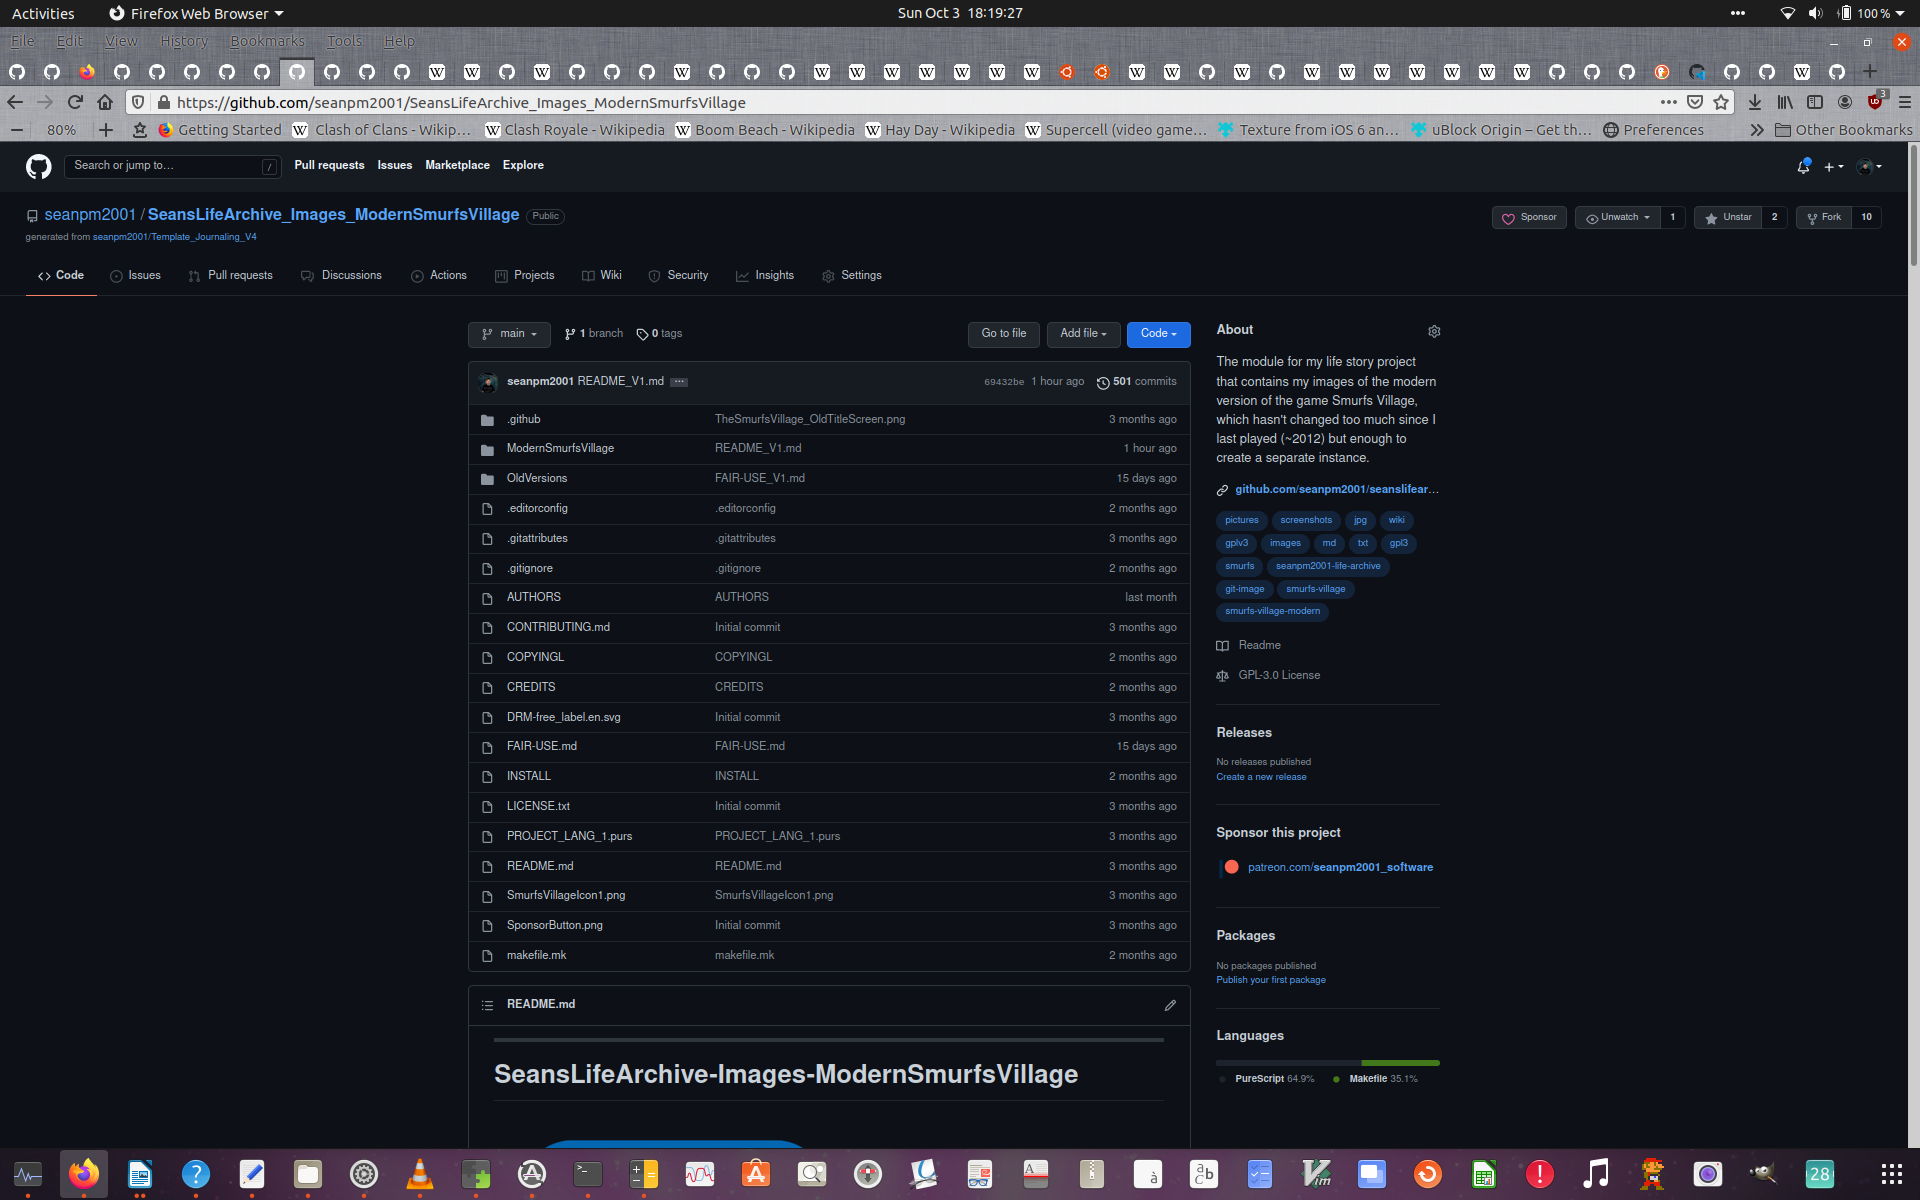 Activities Firefox Web Browser Sun Oct 3 18:19:27 100 %
File Edit View History Bookmarks Tools Help
https://github.com/seanpm2001/SeansLifeArchive_Images_ModernSmurfsVillage 3
80% Getting Started Clash of Clans - Wikip… Clash Royale - Wikipedia Boom Beach - Wikipedia Hay Day - Wikipedia Supercell (video game… Texture from iOS 6 an… uBlock Origin – Get th… Preferences Other Bookmarks
Search or jump to… / Pull requests Issues Marketplace Explore
seanpm2001 / SeansLifeArchive_Images_ModernSmurfsVillage Public Sponsor Unwatch 1 Unstar 2 Fork 10
generated from seanpm2001/Template_Journaling_V4
Code Issues Pull requests Discussions Actions Projects Wiki Security Insights Settings
main 1 branch 0 tags Go to file Add file Code
seanpm2001 README_V1.md ... 69432be 1 hour ago 501 commits
.github TheSmurfsVillage_OldTitleScreen.png 3 months ago
ModernSmurfsVillage README_V1.md 1 hour ago
OldVersions FAIR-USE_V1.md 15 days ago
.editorconfig .editorconfig 2 months ago
.gitattributes .gitattributes 3 months ago
.gitignore .gitignore 2 months ago
AUTHORS AUTHORS last month
CONTRIBUTING.md Initial commit 3 months ago
COPYINGL COPYINGL 2 months ago
CREDITS CREDITS 2 months ago
DRM-free_label.en.svg Initial commit 3 months ago
FAIR-USE.md FAIR-USE.md 15 days ago
INSTALL INSTALL 2 months ago
LICENSE.txt Initial commit 3 months ago
PROJECT_LANG_1.purs PROJECT_LANG_1.purs 3 months ago
README.md README.md 3 months ago
SmurfsVillageIcon1.png SmurfsVillageIcon1.png 3 months ago
SponsorButton.png Initial commit 3 months ago
makefile.mk makefile.mk 2 months ago
README.md
SeansLifeArchive-Images-ModernSmurfsVillage
About
The module for my life story project
that contains my images of the modern
version of the game Smurfs Village,
which hasn't changed too much since I
last played (~2012) but enough to
create a separate instance.
github.com/seanpm2001/seanslifear…
pictures screenshots jpg wiki
gplv3 images md txt gpl3
smurfs seanpm2001-life-archive
git-image smurfs-village
smurfs-village-modern
Readme
GPL-3.0 License
Releases
No releases published
Create a new release
Sponsor this project
patreon.com/seanpm2001_software
Packages
No packages published
Publish your first package
Languages
PureScript 64.9% Makefile 35.1%
28